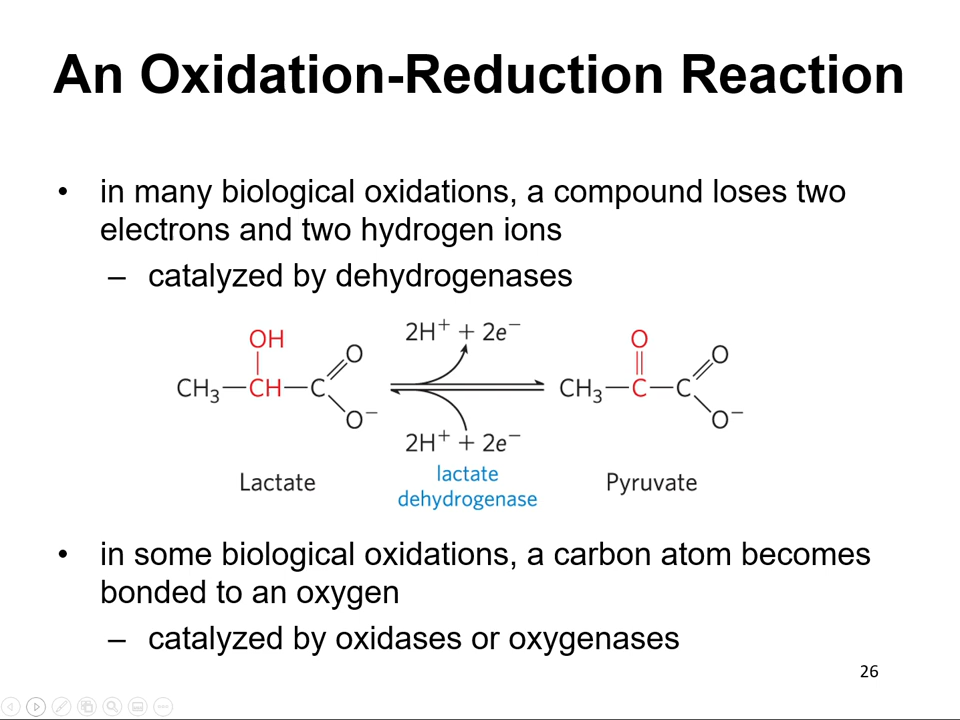 An Oxidation-Reduction Reaction
• in many biological oxidations, a compound loses two
electrons and two hydrogen ions
– catalyzed by dehydrogenases
2H⁺ + 2e⁻
OH
O
CH₃—CH—C
O⁻
O
O
CH₃—C—C
O⁻
2H⁺ + 2e⁻
Lactate
lactate
dehydrogenase
Pyruvate
• in some biological oxidations, a carbon atom becomes
bonded to an oxygen
– catalyzed by oxidases or oxygenases
26